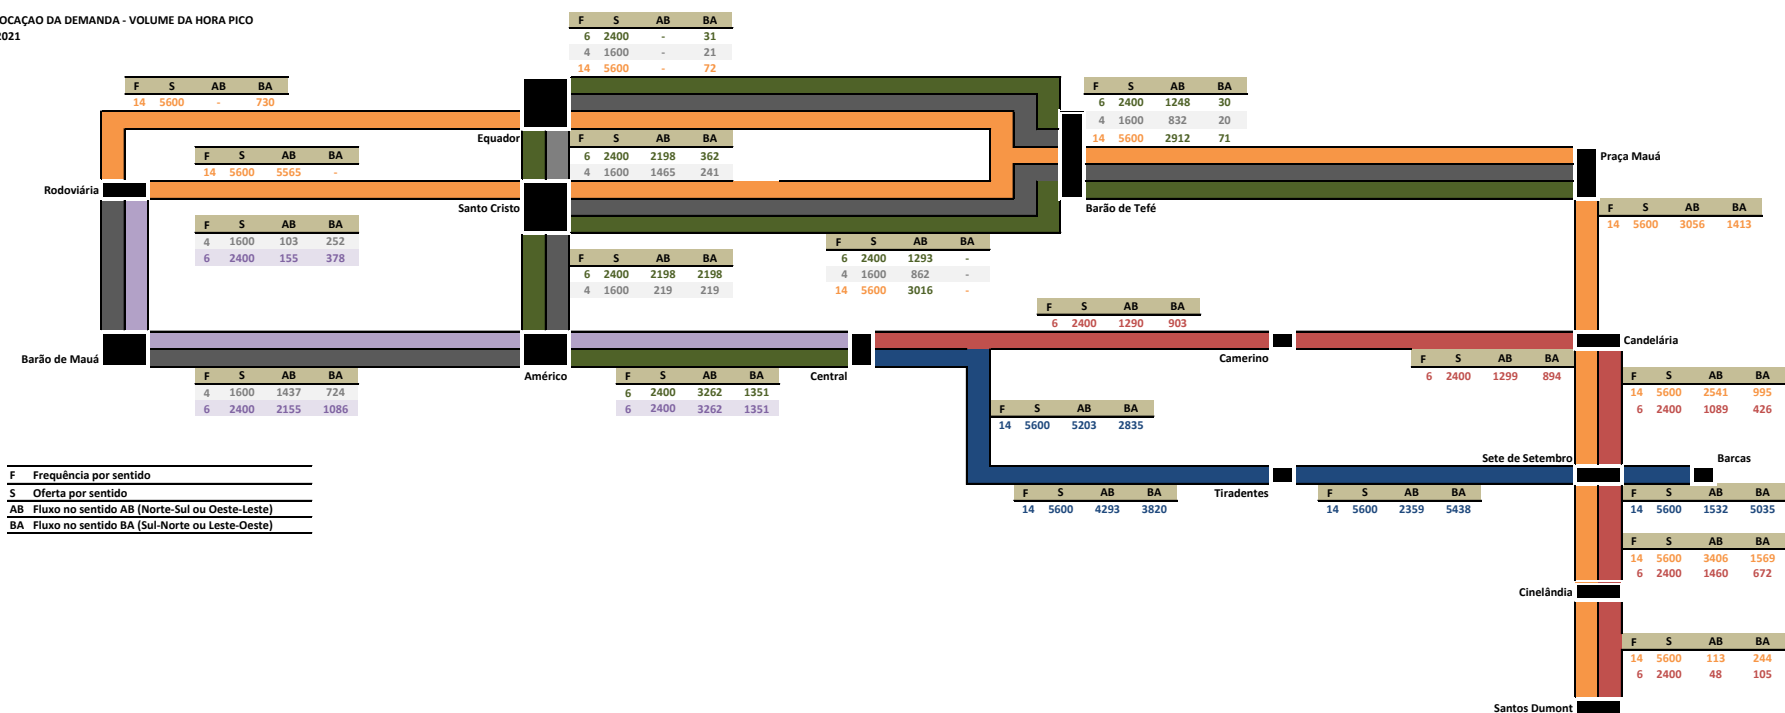 OCAÇAO DA DEMANDA - VOLUME DA HORA PICO
2021
F S AB BA
6 2400 - 31
4 1600 - 21
14 5600 - 72
F S AB BA
14 5600 - 730
F S AB BA
6 2400 1248 30
4 1600 832 20
14 5600 2912 71
Equador
F S AB BA
6 2400 2198 362
4 1600 1465 241
F S AB BA
14 5600 5565 -
Praça Mauá
Rodoviária
Santo Cristo
Barão de Tefé
F S AB BA
14 5600 3056 1413
F S AB BA
4 1600 103 252
6 2400 155 378
F S AB BA
6 2400 1293 -
4 1600 862 -
14 5600 3016 -
F S AB BA
6 2400 2198 2198
4 1600 219 219
F S AB BA
6 2400 1290 903
Barão de Mauá
Américo
Central
Camerino
Candelária
F S AB BA
4 1600 1437 724
6 2400 2155 1086
F S AB BA
6 2400 3262 1351
6 2400 3262 1351
F S AB BA
6 2400 1299 894
F S AB BA
14 5600 2541 995
6 2400 1089 426
F S AB BA
14 5600 5203 2835
Sete de Setembro
Barcas
F Frequência por sentido
S Oferta por sentido
AB Fluxo no sentido AB (Norte-Sul ou Oeste-Leste)
BA Fluxo no sentido BA (Sul-Norte ou Leste-Oeste)
F S AB BA
14 5600 4293 3820
Tiradentes
F S AB BA
14 5600 2359 5438
F S AB BA
14 5600 1532 5035
F S AB BA
14 5600 3406 1569
6 2400 1460 672
Cinelândia
F S AB BA
14 5600 113 244
6 2400 48 105
Santos Dumont